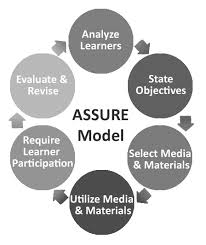 Analyze
Learners
State
Objectives
Select Media
& Materials
Utilize Media
& Materials
Require
Learner
Participation
Evaluate &
Revise
ASSURE
Model